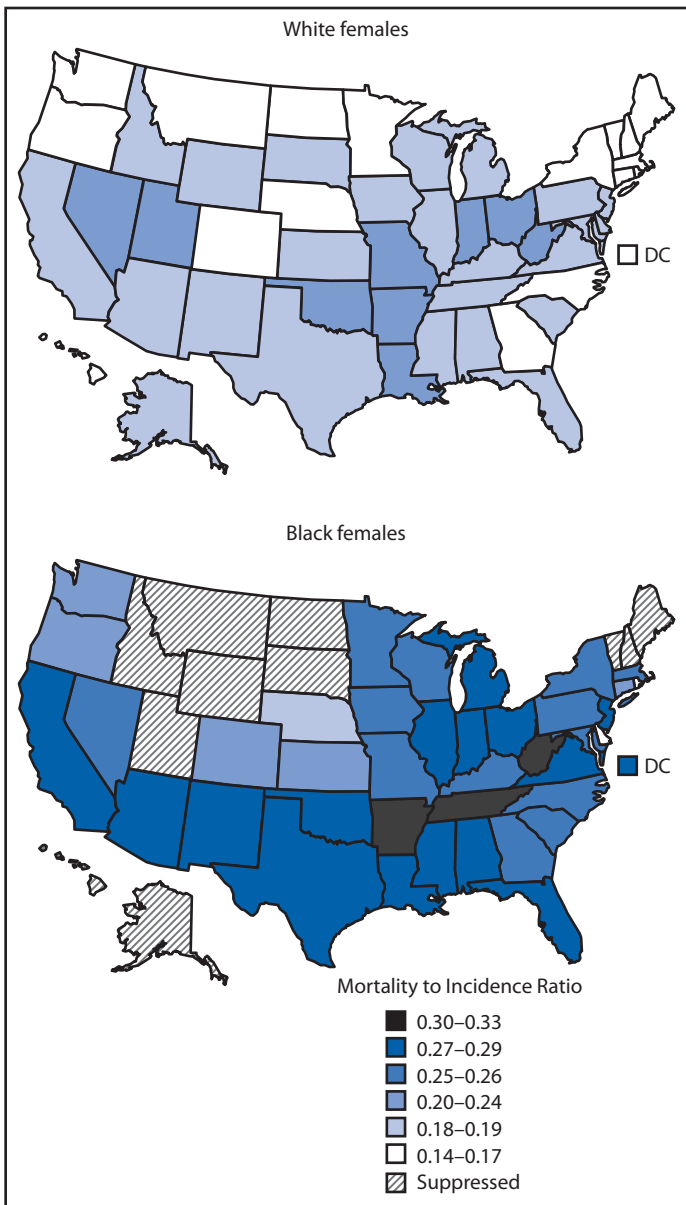 White females
DC
Black females
DC
Mortality to Incidence Ratio
0.30–0.33
0.27–0.29
0.25–0.26
0.20–0.24
0.18–0.19
0.14–0.17
Suppressed